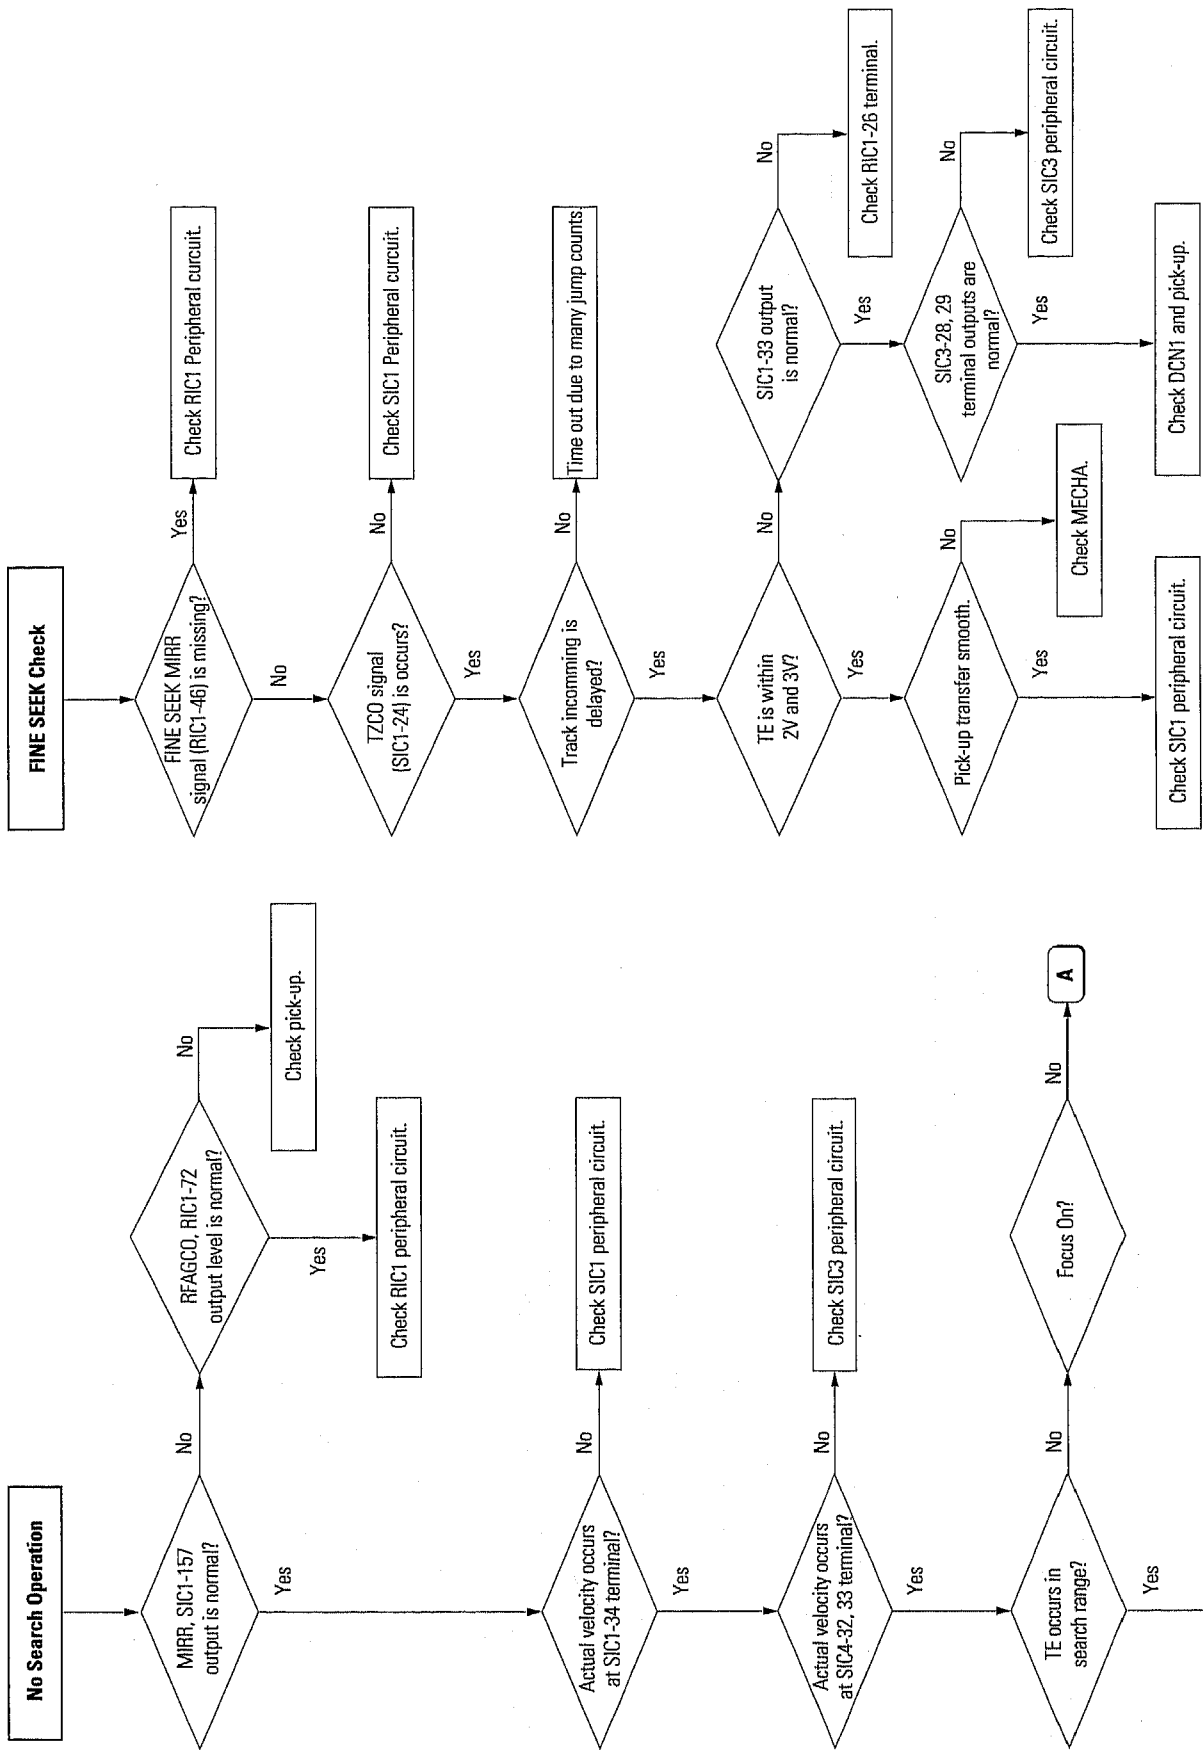 No Search Operation
MIRR, SIC1-157
output is normal?
No
RFAGCO, RIC1-72
output level is normal?
No
Check pick-up.
Yes
Check RIC1 peripheral circuit.
Yes
Actual velocity occurs
at SIC1-34 terminal?
No
Check SIC1 peripheral circuit.
Yes
Actual velocity occurs
at SIC4-32, 33 terminal?
No
Check SIC3 peripheral circuit.
Yes
TE occurs in
search range?
No
Focus On?
No
A
Yes
FINE SEEK Check
FINE SEEK MIRR
signal (RIC1-46) is missing?
Yes
Check RIC1 Peripheral curcuit.
No
TZCO signal
(SIC1-24) is occurs?
No
Check SIC1 Peripheral curcuit.
Yes
Track incomming is
delayed?
No
Time out due to many jump counts.
Yes
TE is within
2V and 3V?
No
SIC1-33 output
is normal?
No
Check RIC1-26 terminal.
Yes
SIC3-28, 29
terminal outputs are
normal?
No
Check SIC3 peripheral circuit.
Yes
Check DCN1 and pick-up.
Yes
Pick-up transfer smooth.
No
Check MECHA.
Yes
Check SIC1 peripheral circuit.